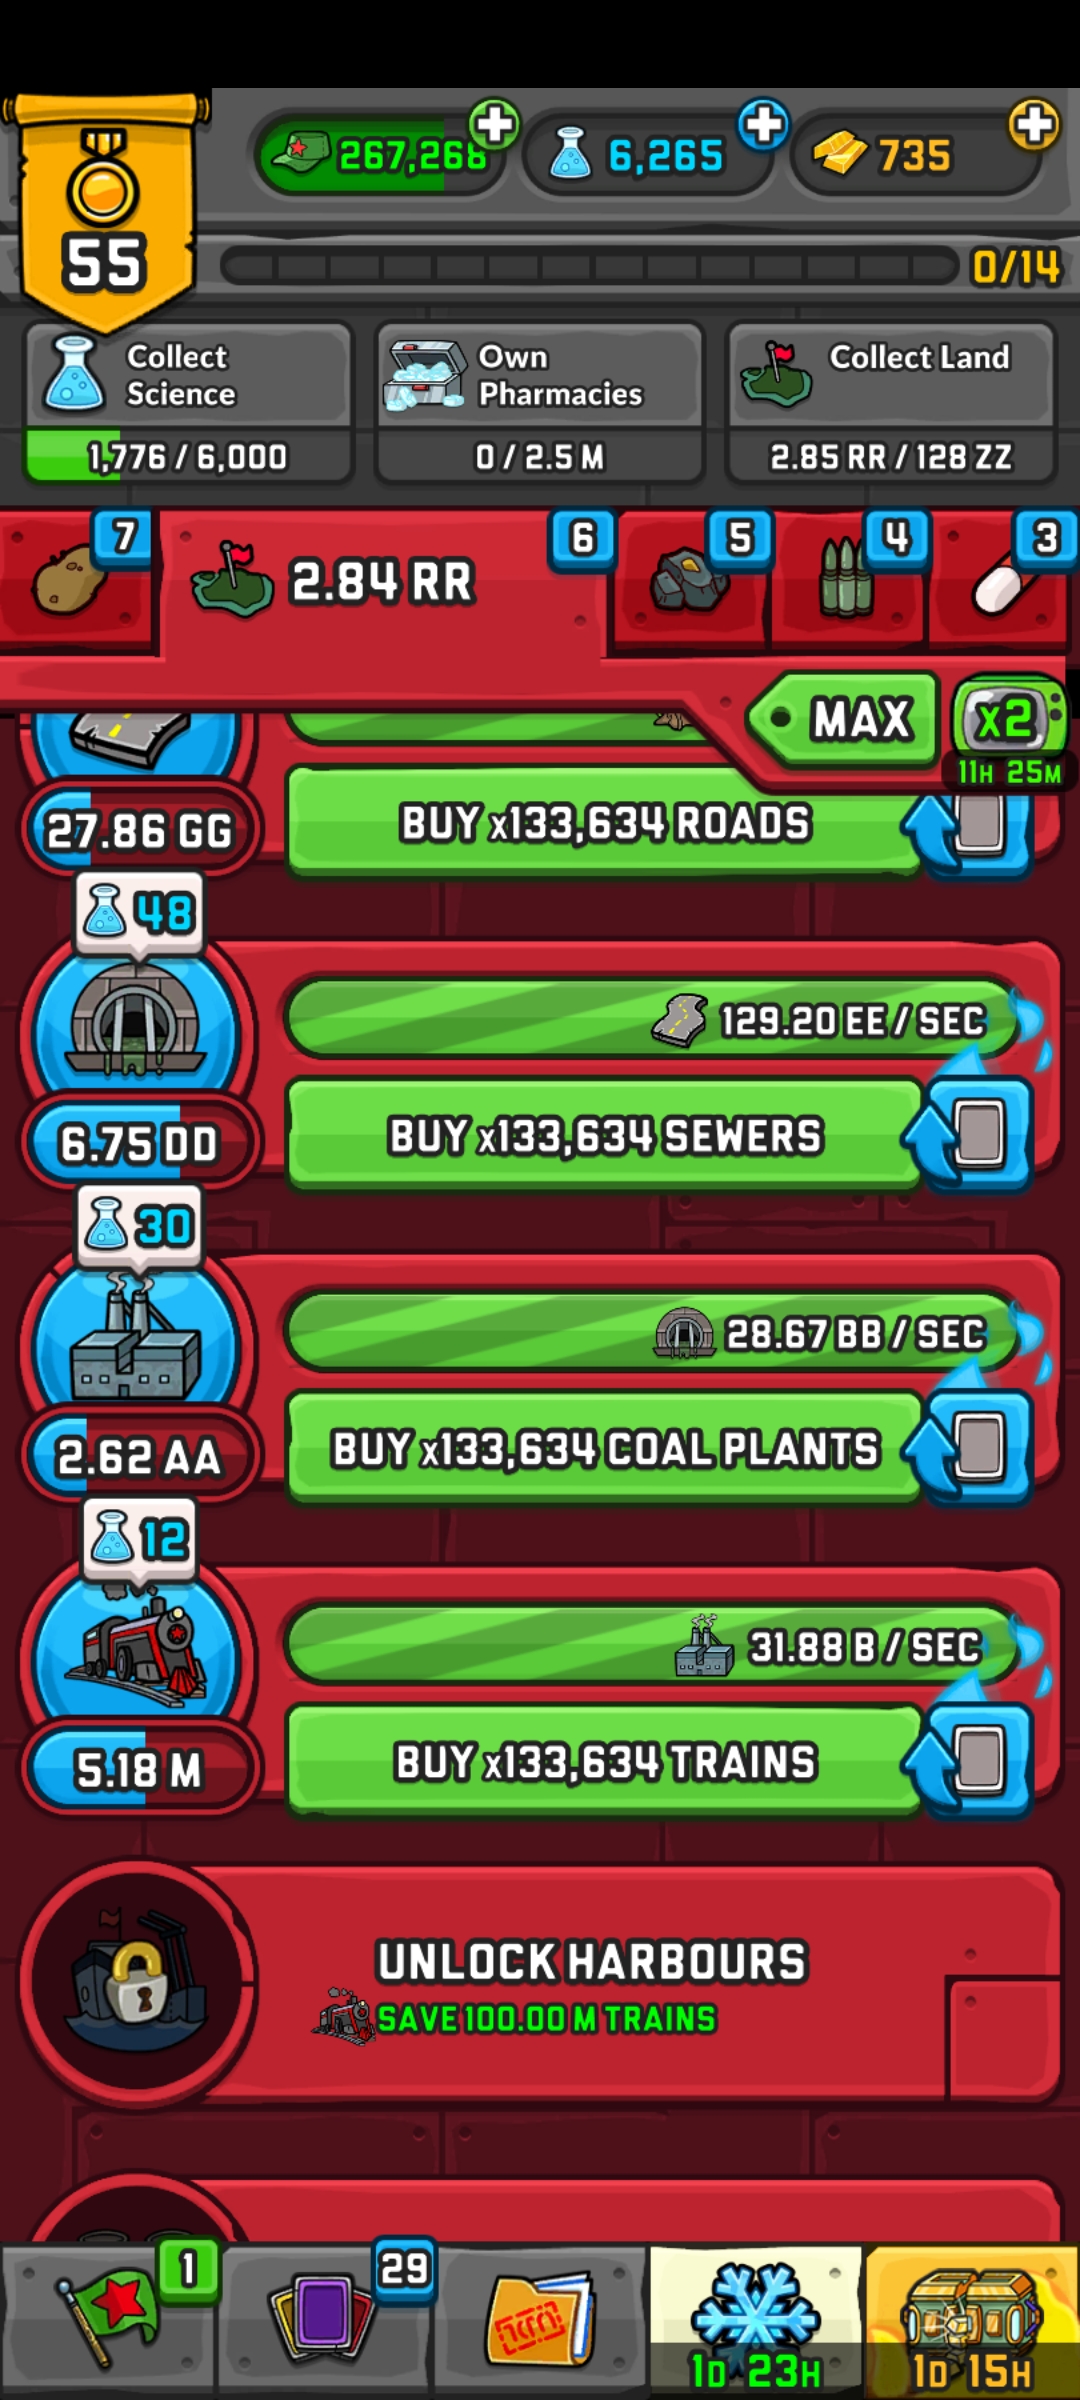 55
267,268
6,265
735
0/14
Collect
Science
1,776 / 6,000
Own
Pharmacies
0 / 2.5 M
Collect Land
2.85 RR / 128 ZZ
7
2.84 RR
6
5
4
3
MAX
x2
11H 25M
27.86 GG
BUY x133,634 ROADS
48
129.20 EE / SEC
6.75 DD
BUY x133,634 SEWERS
30
28.67 BB / SEC
2.62 AA
BUY x133,634 COAL PLANTS
12
31.88 B / SEC
5.18 M
BUY x133,634 TRAINS
UNLOCK HARBOURS
SAVE 100.00 M TRAINS
1
29
1D 23H
1D 15H